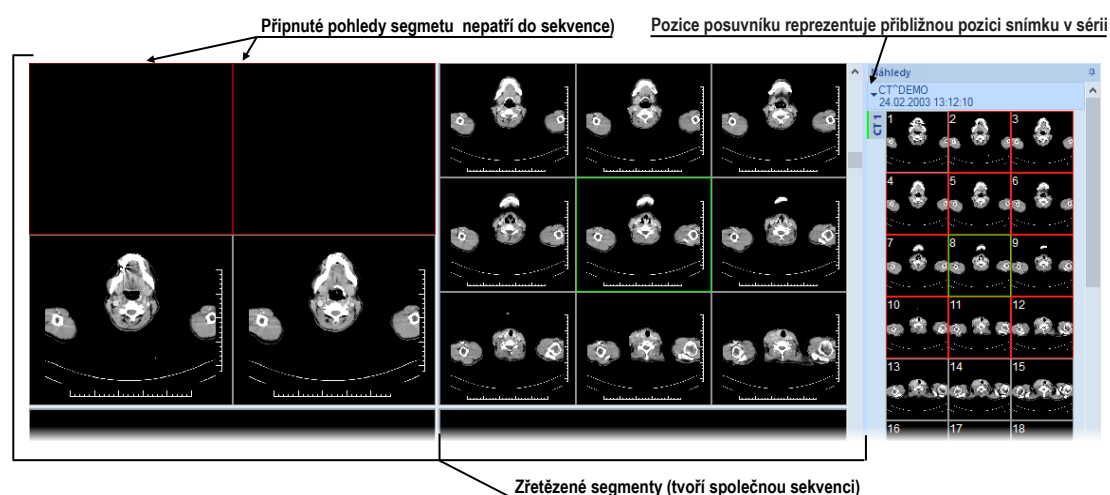 Připnuté pohledy segmetu nepatří do sekvence)
Pozice posuvníku reprezentuje přibližnou pozici snímku v sérii
Náhledy
CT^DEMO
24.02.2003 13:12:10
CT 1
1 2 3
4 5 6
7 8 9
10 11 12
13 14 15
16 17 18
Zřetězené segmenty (tvoří společnou sekvenci)